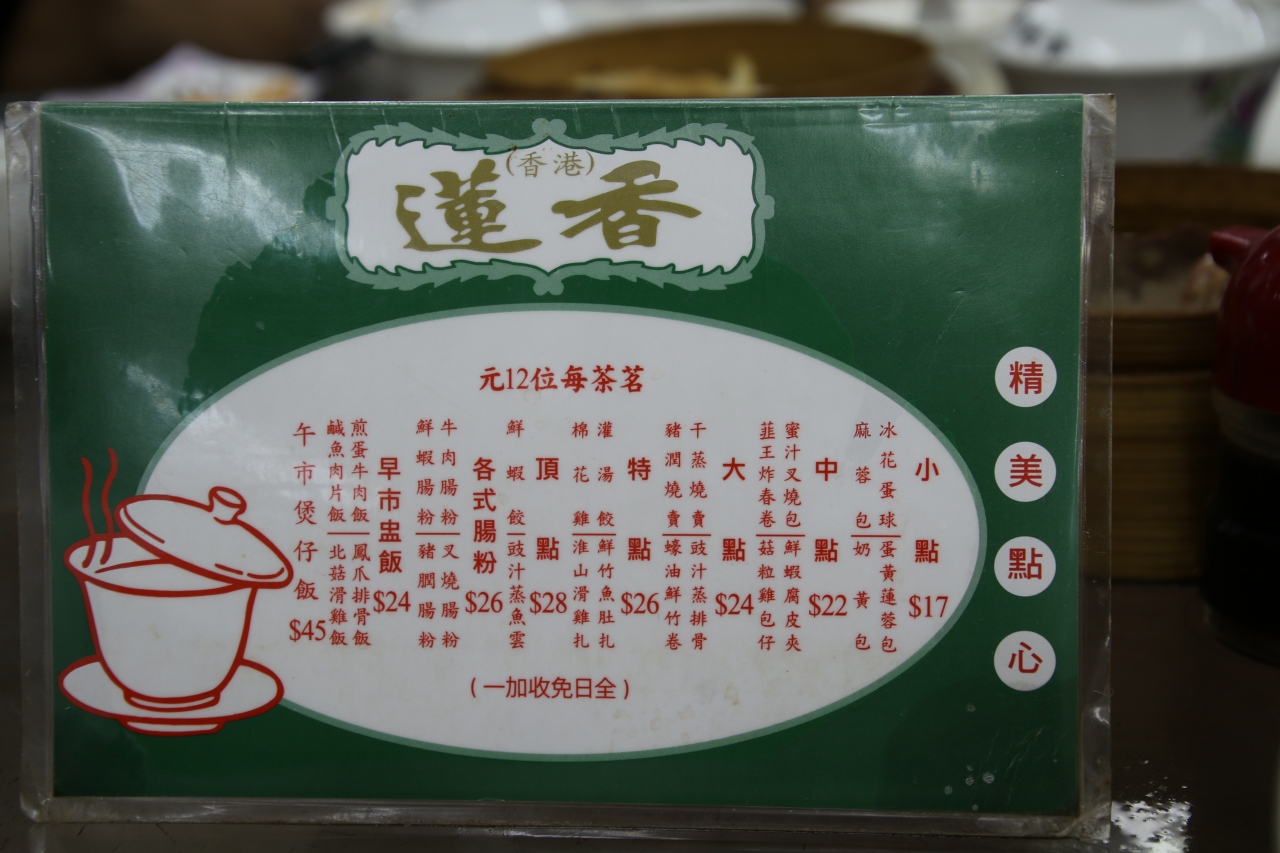 (香港)
蓮香
精美點心
茗茶每位12元
小點 $17
冰花蛋球
蛋黃蓮蓉包
麻蓉包
奶黃包
中點 $22
蜜汁叉燒包
鮮蝦腐皮夾
韮王炸春卷
菇粒雞包仔
大點 $24
干蒸燒賣
豉汁蒸排骨
豬潤燒賣
蠔油鮮竹卷
特點 $26
灌湯餃
鮮竹魚肚扎
棉花雞
淮山滑雞扎
頂點 $28
鮮蝦餃
豉汁蒸魚雲
各式腸粉 $26
牛肉腸粉
叉燒腸粉
鮮蝦腸粉
豬膶腸粉
早市盅飯 $24
煎蛋牛肉飯
鳳爪排骨飯
鹹魚肉片飯
北菇滑雞飯
午市煲仔飯 $45
(全日免收加一)